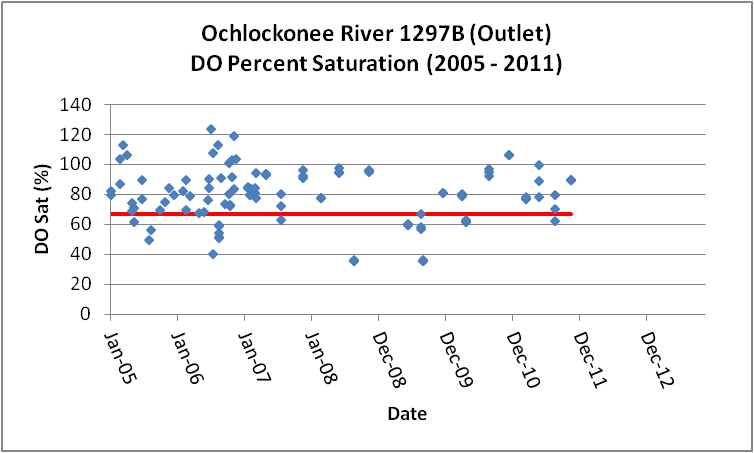 Ochlockonee River 1297B (Outlet)
DO Percent Saturation (2005 - 2011)
DO Sat (%)
140
120
100
80
60
40
20
0
Jan-05
Jan-06
Jan-07
Jan-08
Dec-08
Dec-09
Dec-10
Dec-11
Dec-12
Date